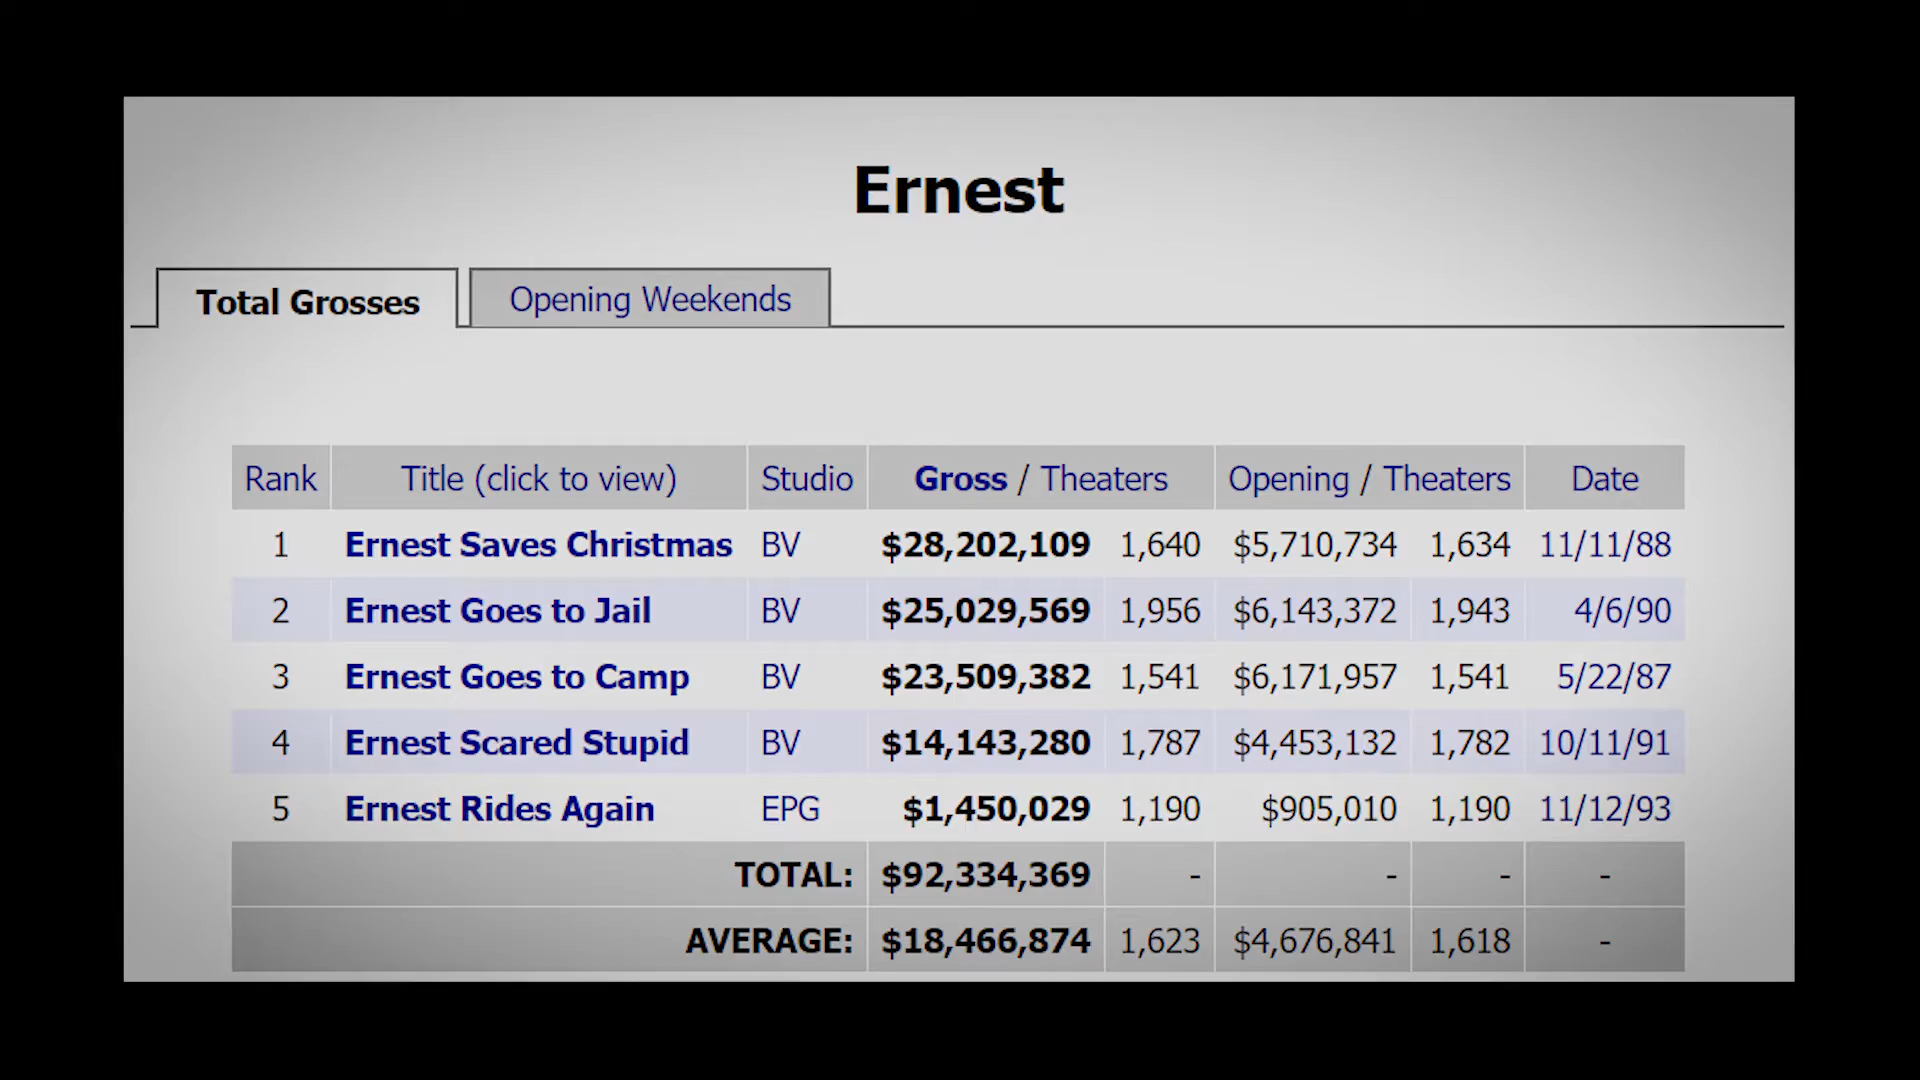 Ernest
Total Grosses Opening Weekends
Rank Title (click to view) Studio Gross / Theaters Opening / Theaters Date
1 Ernest Saves Christmas BV $28,202,109 1,640 $5,710,734 1,634 11/11/88
2 Ernest Goes to Jail BV $25,029,569 1,956 $6,143,372 1,943 4/6/90
3 Ernest Goes to Camp BV $23,509,382 1,541 $6,171,957 1,541 5/22/87
4 Ernest Scared Stupid BV $14,143,280 1,787 $4,453,132 1,782 10/11/91
5 Ernest Rides Again EPG $1,450,029 1,190 $905,010 1,190 11/12/93
TOTAL: $92,334,369 - - - -
AVERAGE: $18,466,874 1,623 $4,676,841 1,618 -